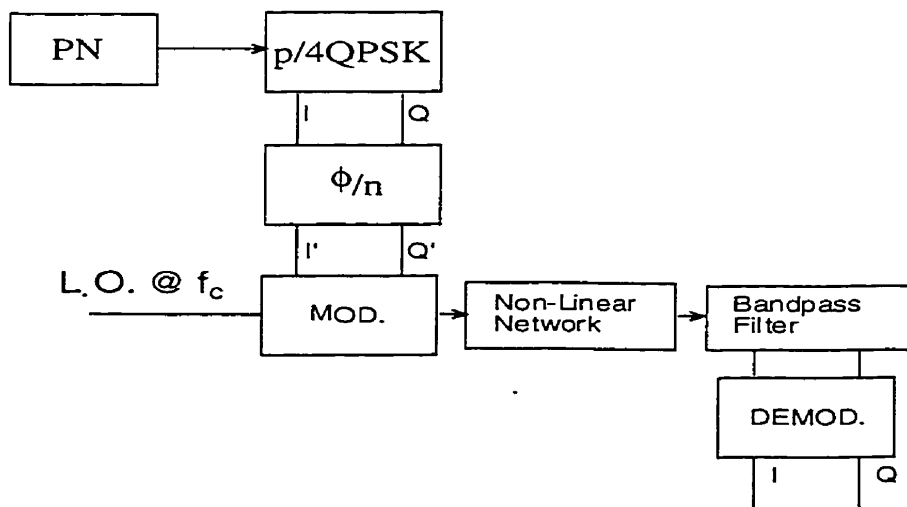 PN
p/4QPSK
I
Q
ϕ/n
I'
Q'
L.O. @ fc
MOD.
Non-Linear
Network
Bandpass
Filter
DEMOD.
I
Q